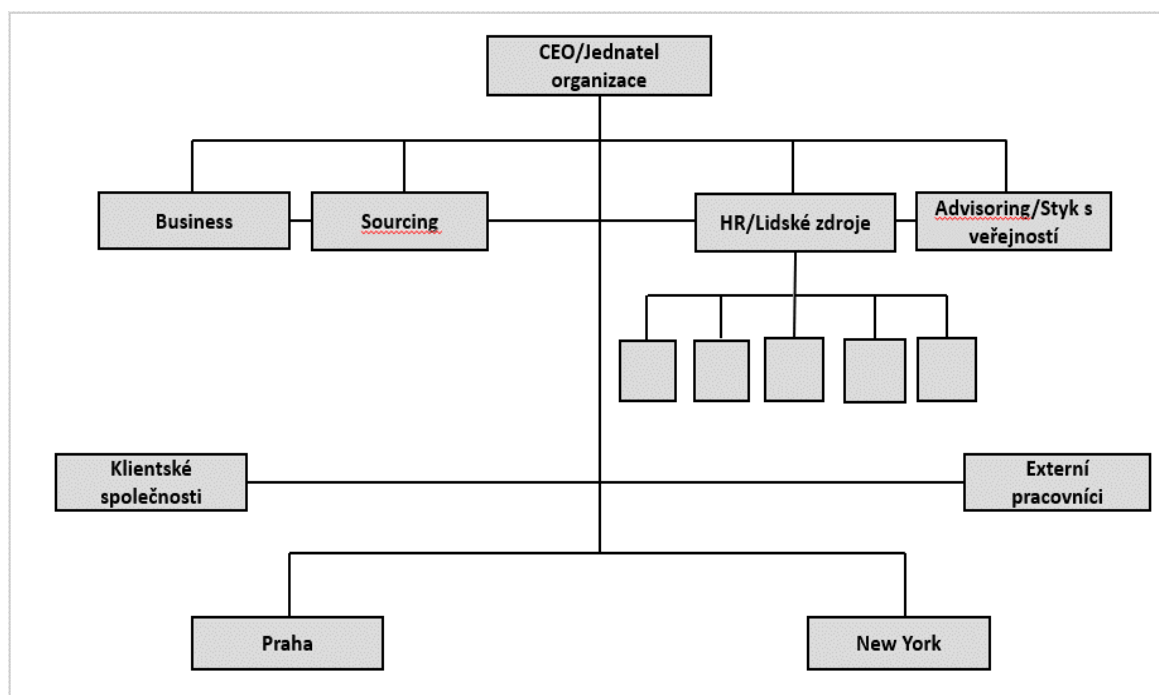 CEO/Jednatel
organizace
Business
Sourcing
HR/Lidské zdroje
Advisoring/Styk s
veřejností
Klientské
společnosti
Externí
pracovníci
Praha
New York